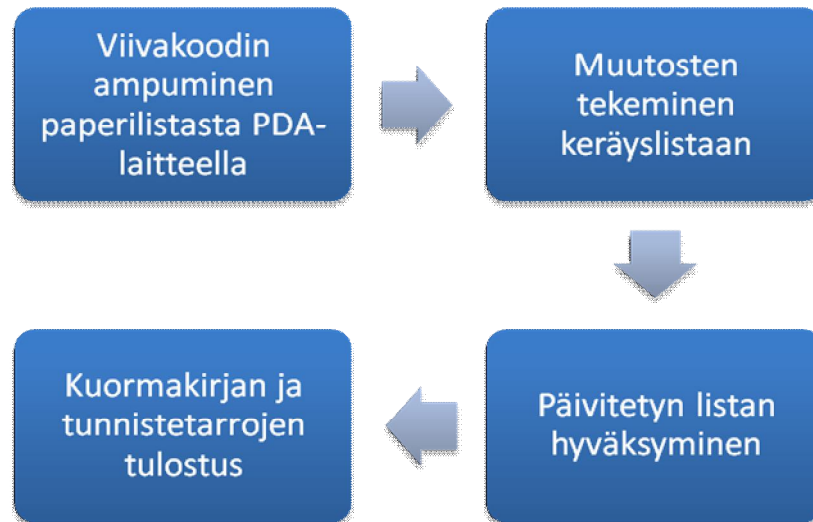 Viivakoodin
ampuminen
paperilistasta PDA-
laitteella
Muutosten
tekeminen
keräyslistaan
Päivitetyn listan
hyväksyminen
Kuormakirjan ja
tunnistetarrojen
tulostus